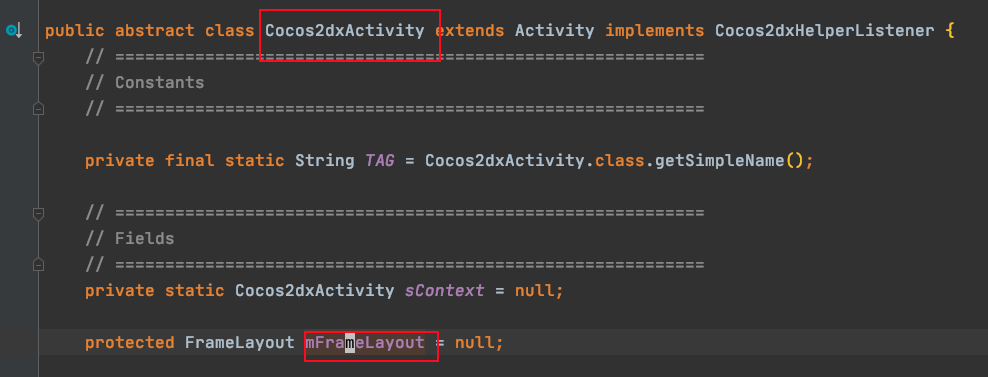 public abstract class Cocos2dxActivity extends Activity implements Cocos2dxHelperListener {
// ===========================================================
// Constants
// ===========================================================
private final static String TAG = Cocos2dxActivity.class.getSimpleName();
// ===========================================================
// Fields
// ===========================================================
private static Cocos2dxActivity sContext = null;
protected FrameLayout mFrameLayout = null;